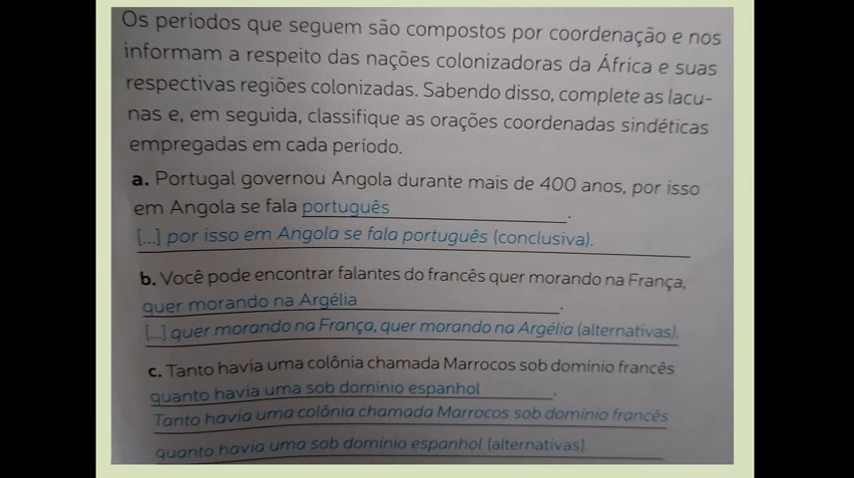 Os períodos que seguem são compostos por coordenação e nos
informam a respeito das nações colonizadoras da África e suas
respectivas regiões colonizadas. Sabendo disso, complete as lacu-
nas e, em seguida, classifique as orações coordenadas sindéticas
empregadas em cada período.
a. Portugal governou Angola durante mais de 400 anos, por isso
em Angola se fala português.
[...] por isso em Angola se fala português (conclusiva).
b. Você pode encontrar falantes do francês quer morando na França,
quer morando na Argélia.
[...] quer morando na França, quer morando na Argélia (alternativas).
c. Tanto havia uma colônia chamada Marrocos sob domínio francês
quanto havia uma sob domínio espanhol.
Tanto havia uma colônia chamada Marrocos sob domínio francês
quanto havia uma sob domínio espanhol (alternativas).